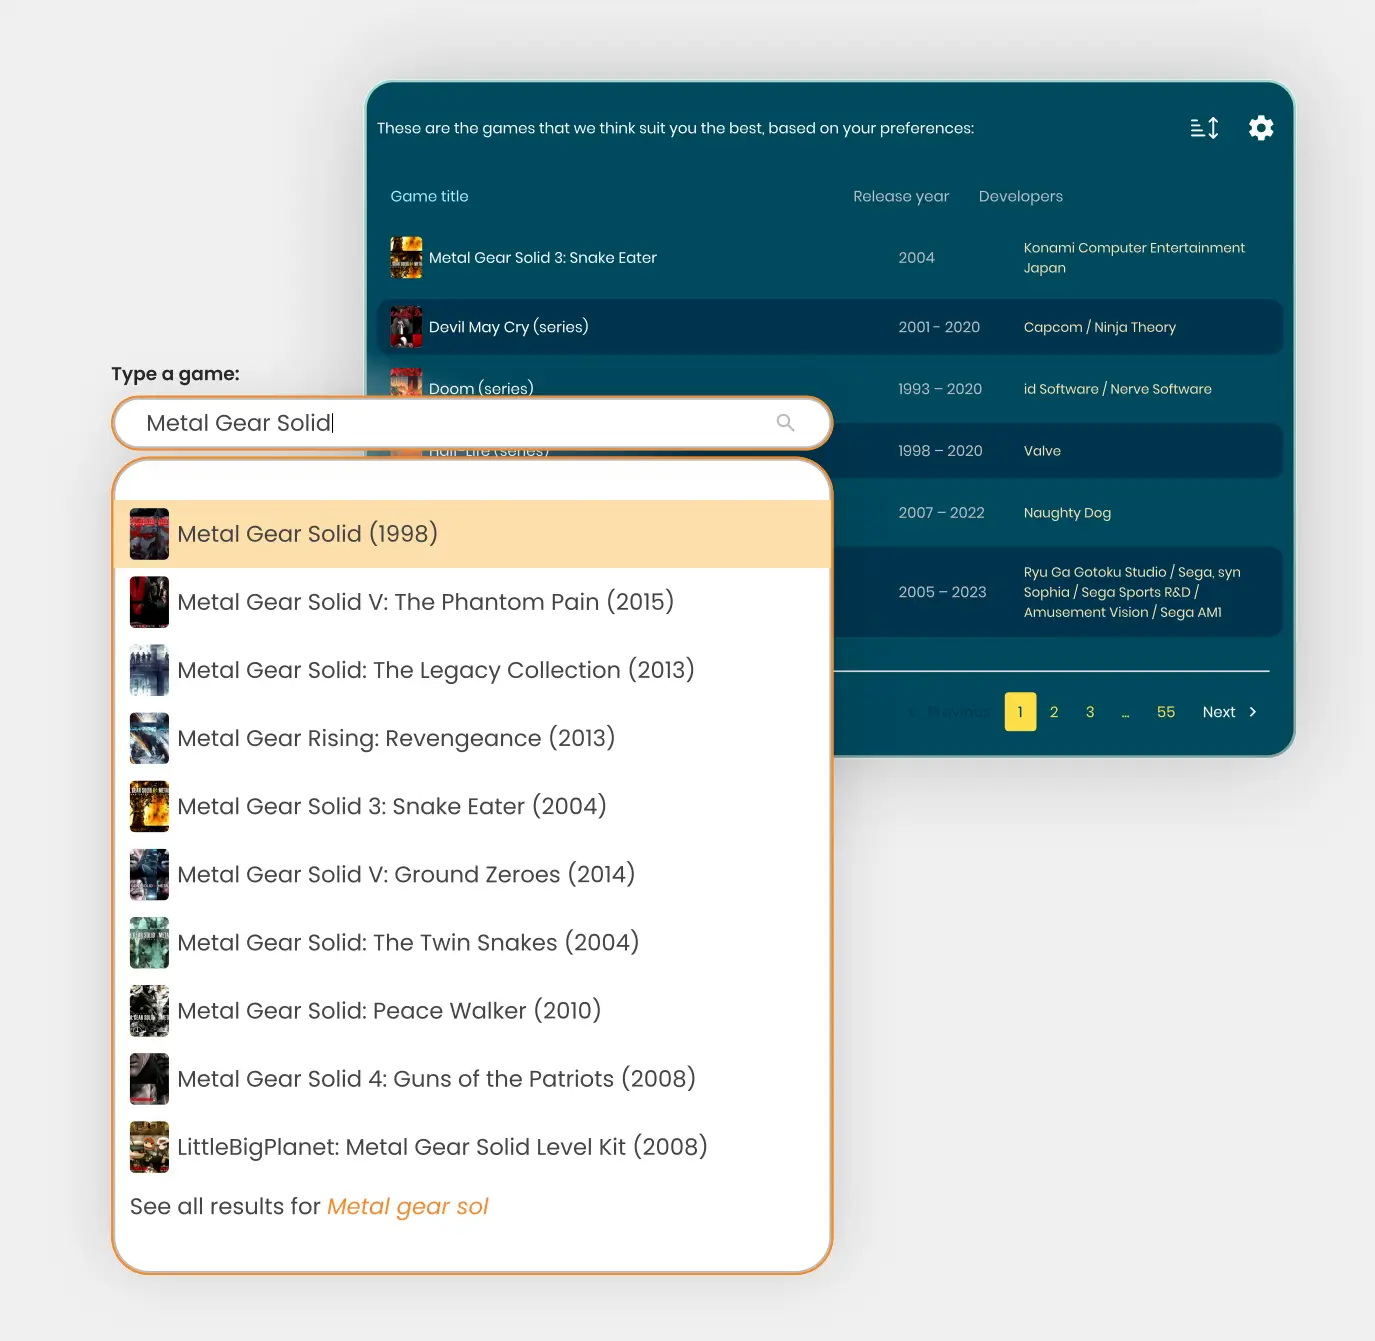 These are the games that we think suit you the best, based on your preferences:
Game title Release year Developers
Metal Gear Solid 3: Snake Eater 2004 Konami Computer Entertainment
Japan
Devil May Cry (series) 2001 - 2020 Capcom / Ninja Theory
Doom (series) 1993 – 2020 id Software / Nerve Software
Half-Life (series) 1998 – 2020 Valve
2007 – 2022 Naughty Dog
2005 – 2023 Ryu Ga Gotoku Studio / Sega, syn
Sophia / Sega Sports R&D /
Amusement Vision / Sega AM1
Previous 1 2 3 ... 55 Next
Type a game:
Metal Gear Solid
Metal Gear Solid (1998)
Metal Gear Solid V: The Phantom Pain (2015)
Metal Gear Solid: The Legacy Collection (2013)
Metal Gear Rising: Revengeance (2013)
Metal Gear Solid 3: Snake Eater (2004)
Metal Gear Solid V: Ground Zeroes (2014)
Metal Gear Solid: The Twin Snakes (2004)
Metal Gear Solid: Peace Walker (2010)
Metal Gear Solid 4: Guns of the Patriots (2008)
LittleBigPlanet: Metal Gear Solid Level Kit (2008)
See all results for Metal gear sol